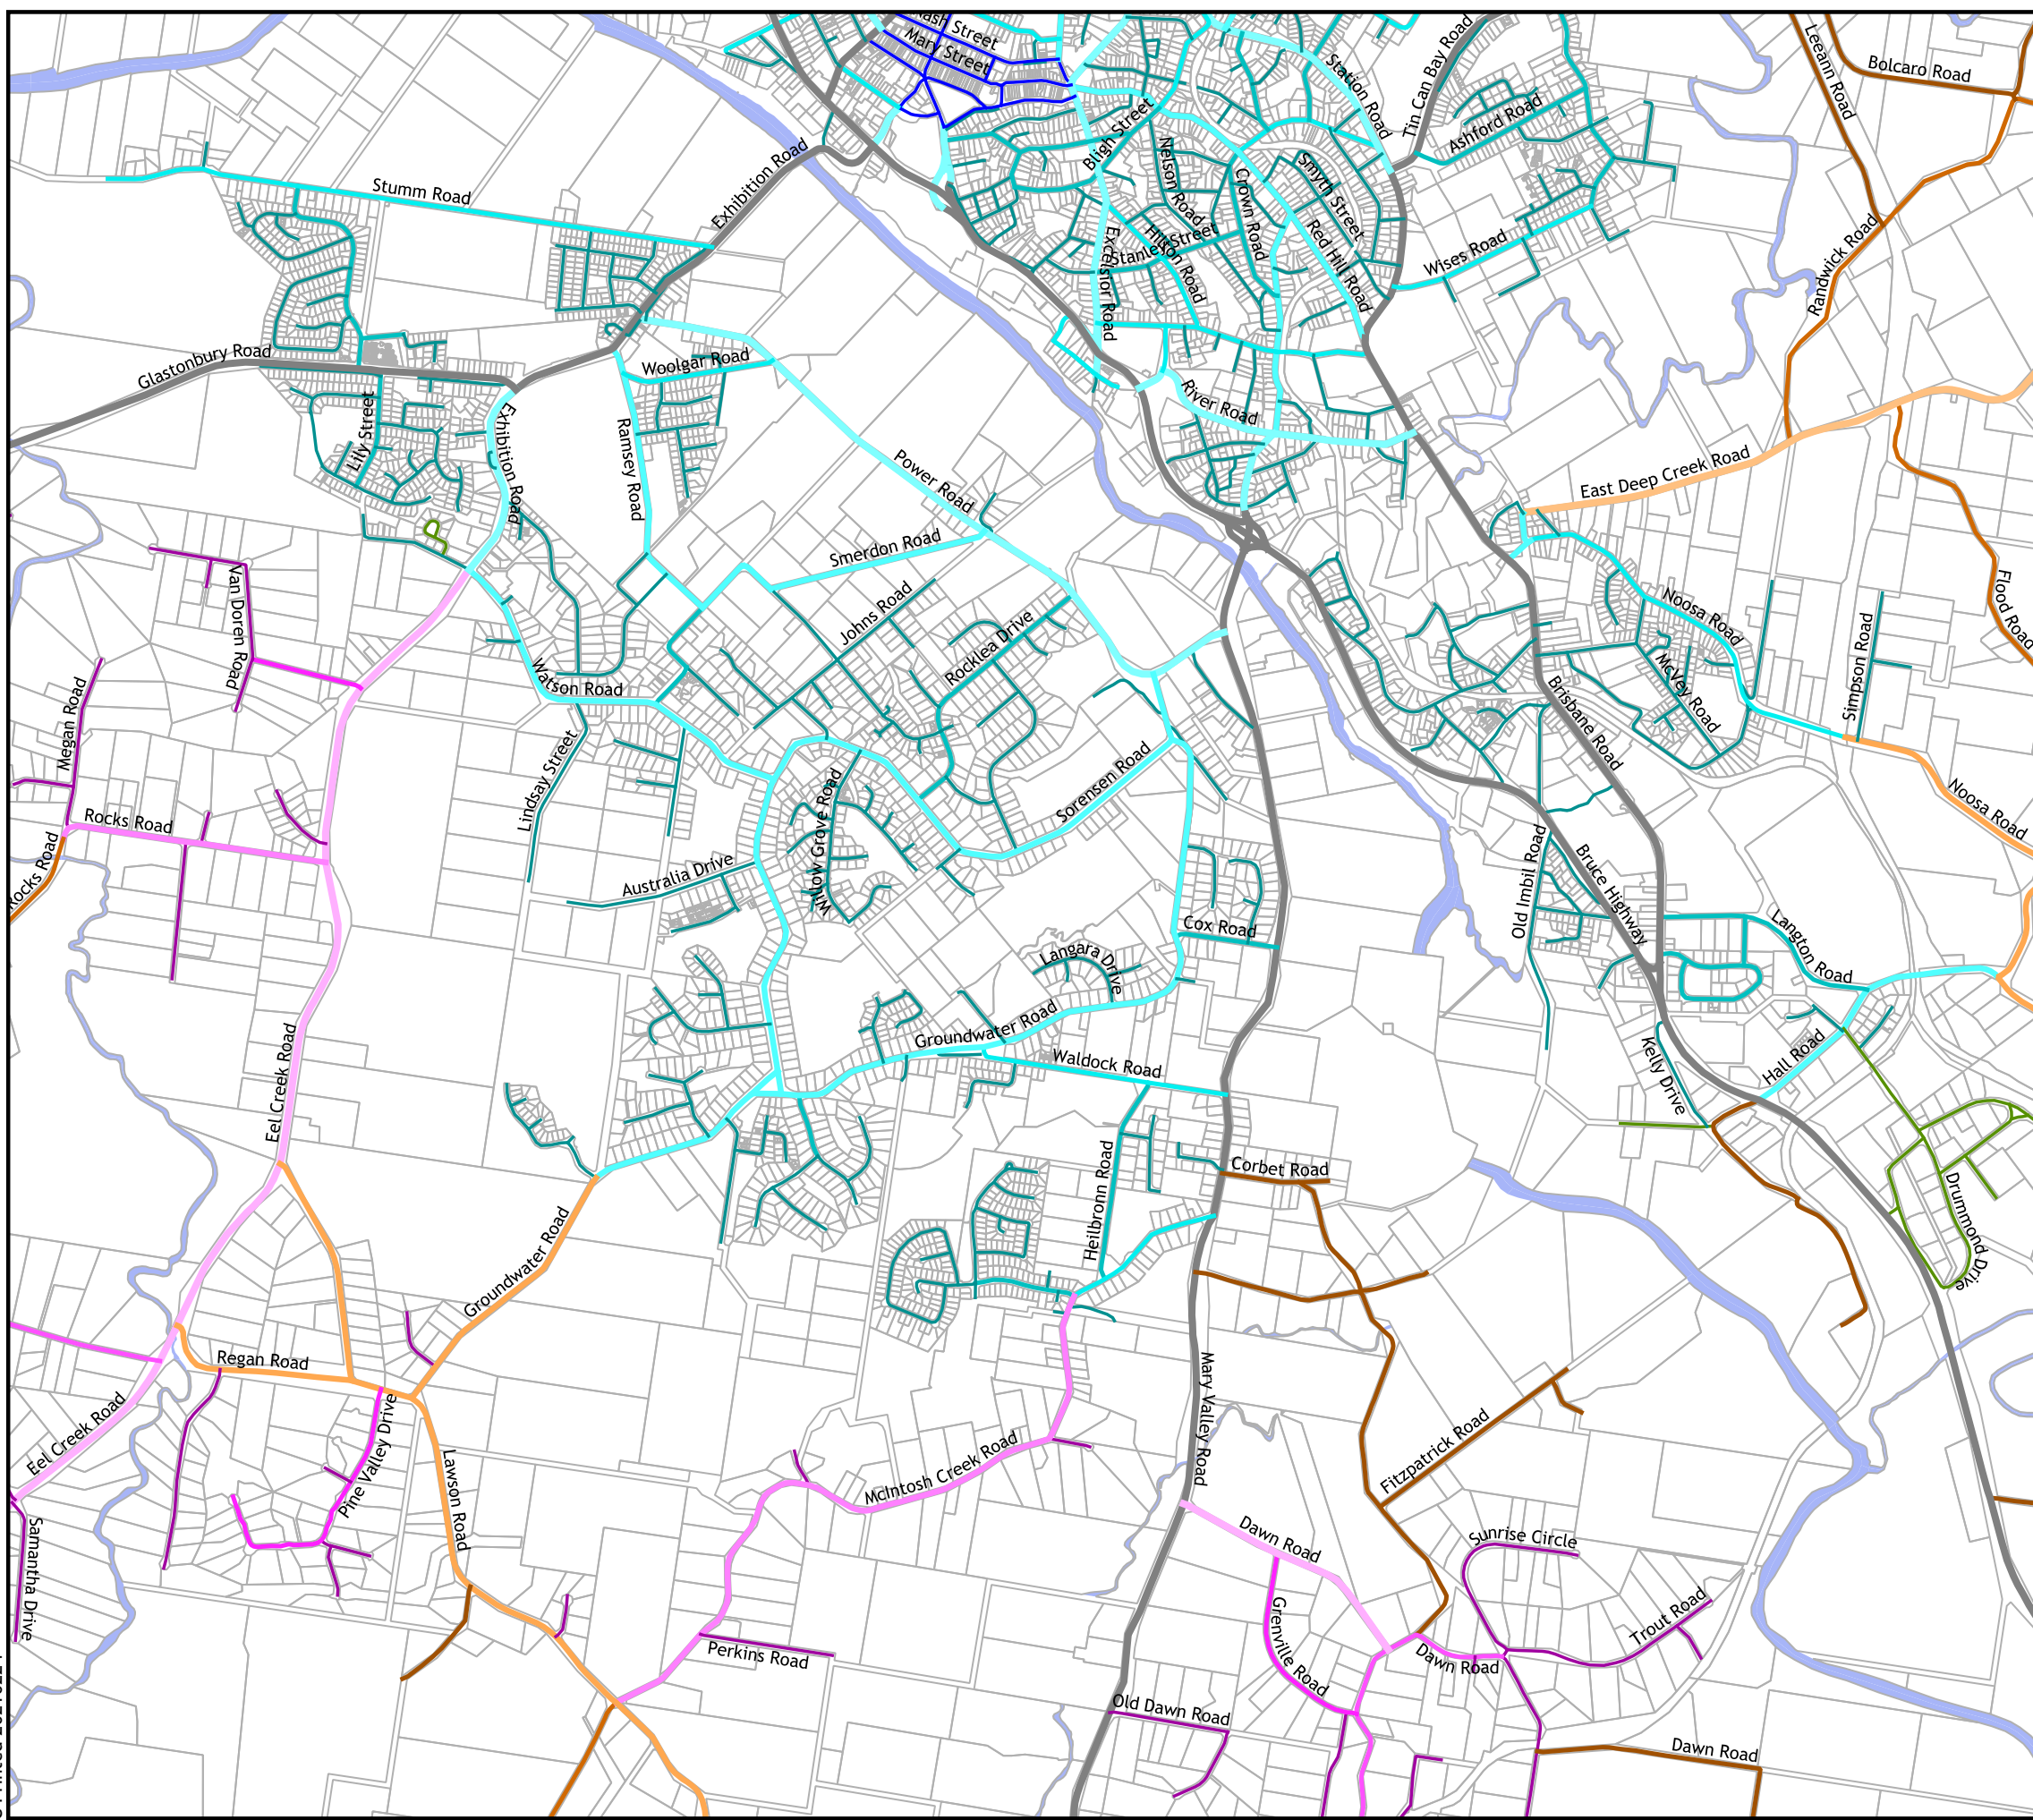 Nash Street
Mary Street
Station Road
Tin Can Bay Road
Leeann Road
Bolcaro Road
Ashford Road
Bligh Street
Nelson Road
Exhibition Road
Stumm Road
Smyth Street
Crown Road
Red Hill Road
Hilton Road
Stanley Street
Excelsior Road
Wises Road
Randwick Road
Glastonbury Road
Woolgar Road
River Road
Lily Street
Exhibition Road
Ramsey Road
Power Road
East Deep Creek Road
Smerdon Road
Johns Road
Rocklea Drive
Van Doren Road
Noosa Road
Flood Road
Simpson Road
McVey Road
Watson Road
Megan Road
Brisbane Road
Lindsay Street
Sorensen Road
Willow Grove Road
Noosa Road
Rocks Road
Rocks Road
Australia Drive
Old Imbil Road
Bruce Highway
Cox Road
Langara Drive
Langton Road
Groundwater Road
Waldock Road
Hall Road
Kelly Drive
Eel Creek Road
Heilbronn Road
Corbet Road
Drummond Drive
Groundwater Road
Regan Road
Mary Valley Road
Eel Creek Road
Pine Valley Drive
Lawson Road
McIntosh Creek Road
Fitzpatrick Road
Dawn Road
Sunrise Circle
Samantha Drive
Grenville Road
Trout Road
Perkins Road
Dawn Road
Old Dawn Road
Dawn Road